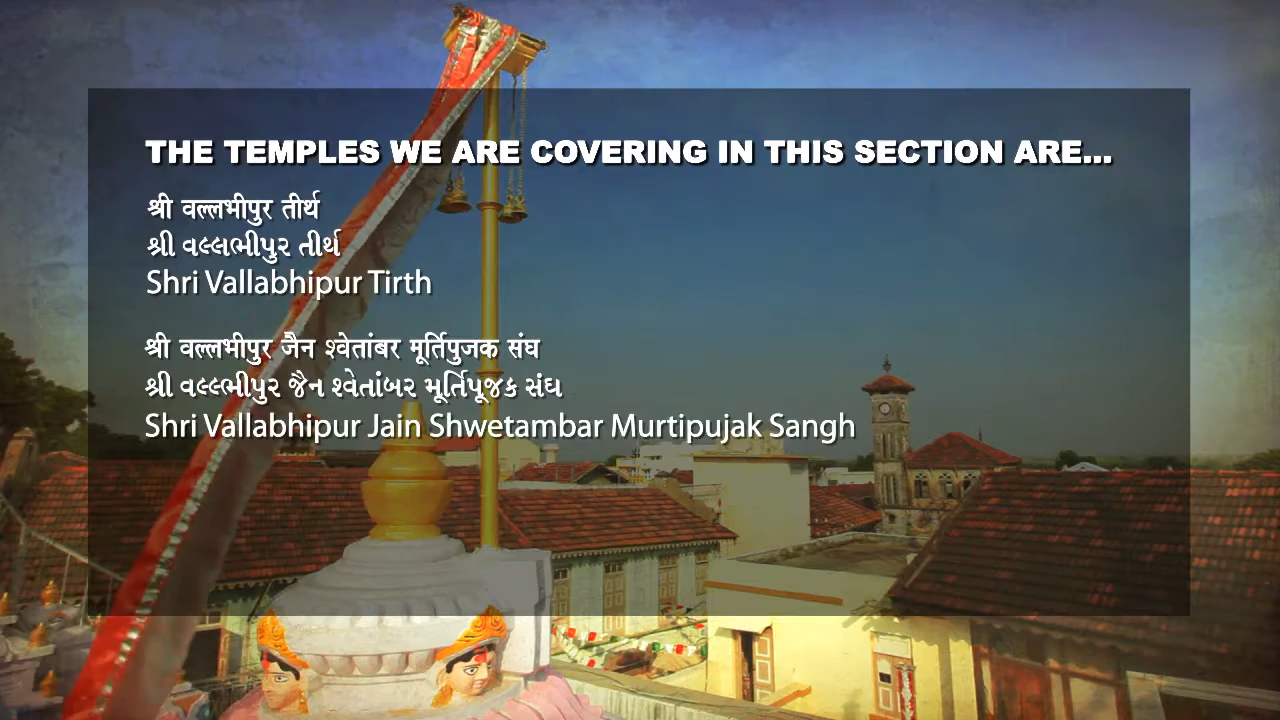 THE TEMPLES WE ARE COVERING IN THIS SECTION ARE...
श्री वल्लभीपुर तीर्थ
શ્રી વલ્લભીપુર તીર્થ
Shri Vallabhipur Tirth
श्री वल्लभीपुर जैन श्वेतांबर मूर्तिपुजक संघ
શ્રી વલ્લ્ભીપુર જૈન શ્વેતાંબર મૂર્તિપૂજક સંઘ
Shri Vallabhipur Jain Shwetambar Murtipujak Sangh